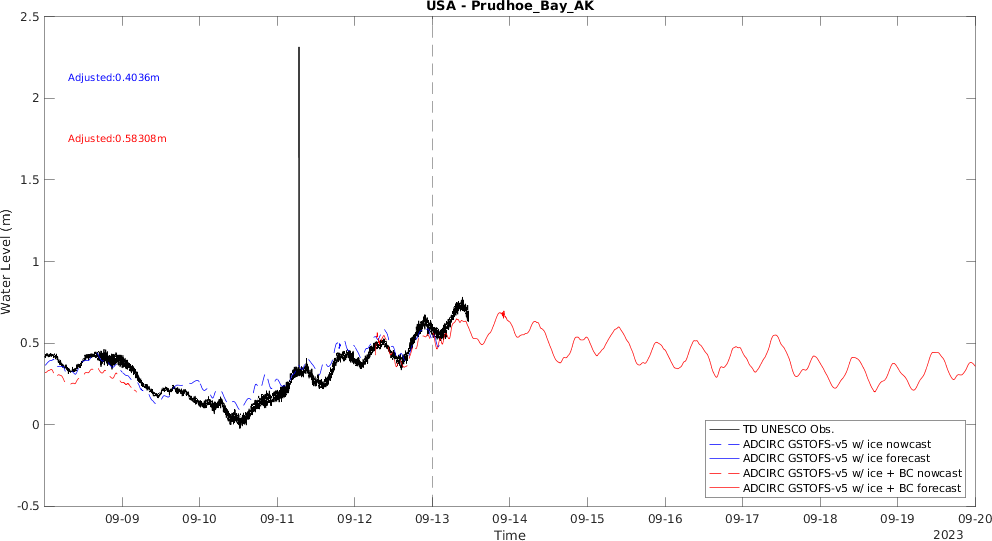 USA - Prudhoe_Bay_AK
2.5
2
1.5
1
0.5
0
-0.5
Water Level (m)
Adjusted:0.4036m
Adjusted:0.58308m
TD UNESCO Obs.
ADCIRC GSTOFS-v5 w/ ice nowcast
ADCIRC GSTOFS-v5 w/ ice forecast
ADCIRC GSTOFS-v5 w/ ice + BC nowcast
ADCIRC GSTOFS-v5 w/ ice + BC forecast
09-09 09-10 09-11 09-12 09-13 09-14 09-15 09-16 09-17 09-18 09-19 09-20
Time
2023